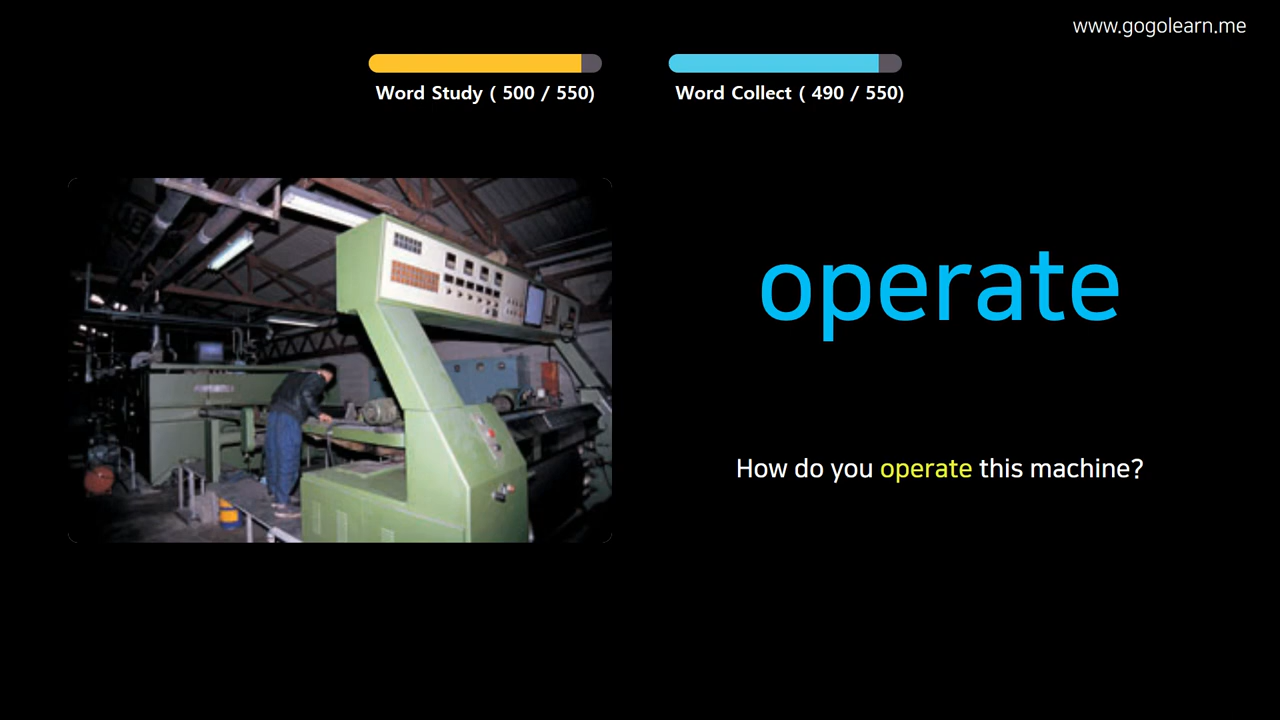 www.gogolearn.me
Word Study ( 500 / 550)
Word Collect ( 490 / 550)
operate
How do you operate this machine?